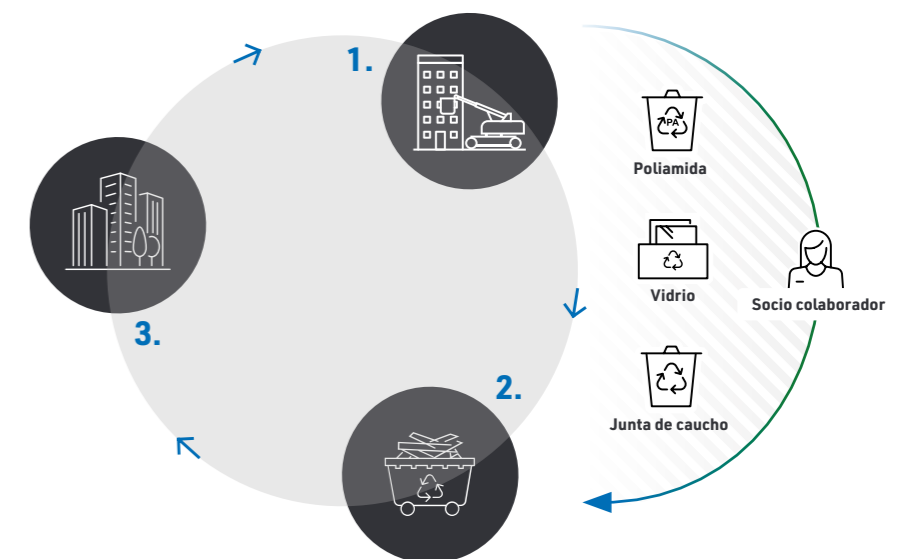 1.
PA
Poliamida
Vidrio
Socio colaborador
3.
2.
Junta de caucho